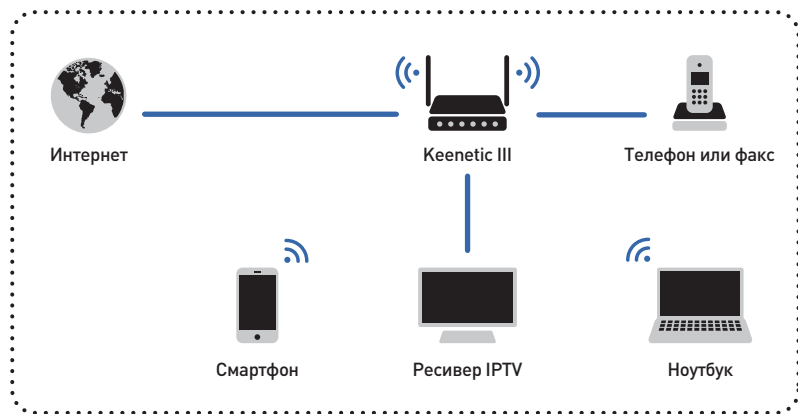 Интернет
Keenetic III
Телефон или факс
Смартфон
Ресивер IPTV
Ноутбук